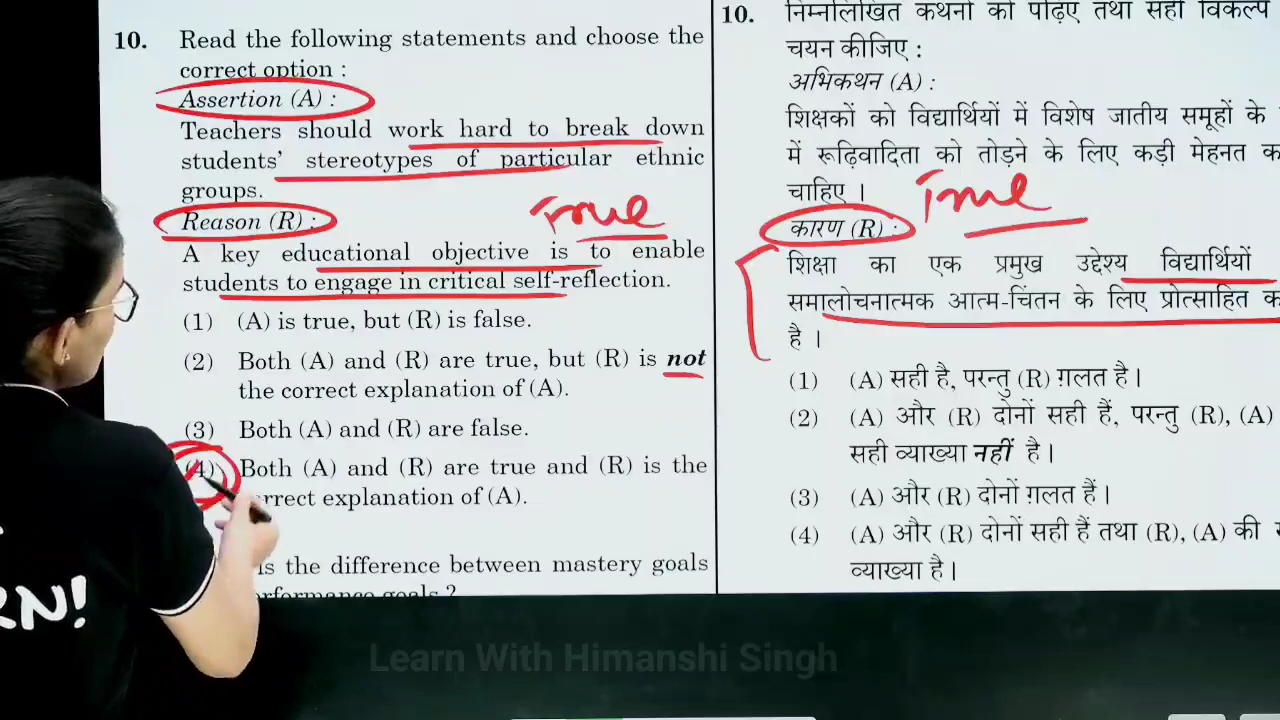 10. Read the following statements and choose the
correct option :
Assertion (A) :
Teachers should work hard to break down
students' stereotypes of particular ethnic
groups.
True
Reason (R) :
A key educational objective is to enable
students to engage in critical self-reflection.
(1) (A) is true, but (R) is false.
(2) Both (A) and (R) are true, but (R) is not
the correct explanation of (A).
(3) Both (A) and (R) are false.
(4) Both (A) and (R) are true and (R) is the
rrect explanation of (A).
is the difference between mastery goals
rformance goals ?
10. निम्नलिखित कथनों को पढ़िए तथा सही विकल्प
चयन कीजिए :
अभिकथन (A) :
शिक्षकों को विद्यार्थियों में विशेष जातीय समूहों के
में रूढ़िवादिता को तोड़ने के लिए कड़ी मेहनत क
चाहिए ।
True
कारण (R) :
शिक्षा का एक प्रमुख उद्देश्य विद्यार्थियों
समालोचनात्मक आत्म-चिंतन के लिए प्रोत्साहित क
है ।
(1) (A) सही है, परन्तु (R) ग़लत है ।
(2) (A) और (R) दोनों सही हैं, परन्तु (R), (A)
सही व्याख्या नहीं है ।
(3) (A) और (R) दोनों ग़लत हैं ।
(4) (A) और (R) दोनों सही हैं तथा (R), (A) की
व्याख्या है ।
RN!
Learn With Himanshi Singh